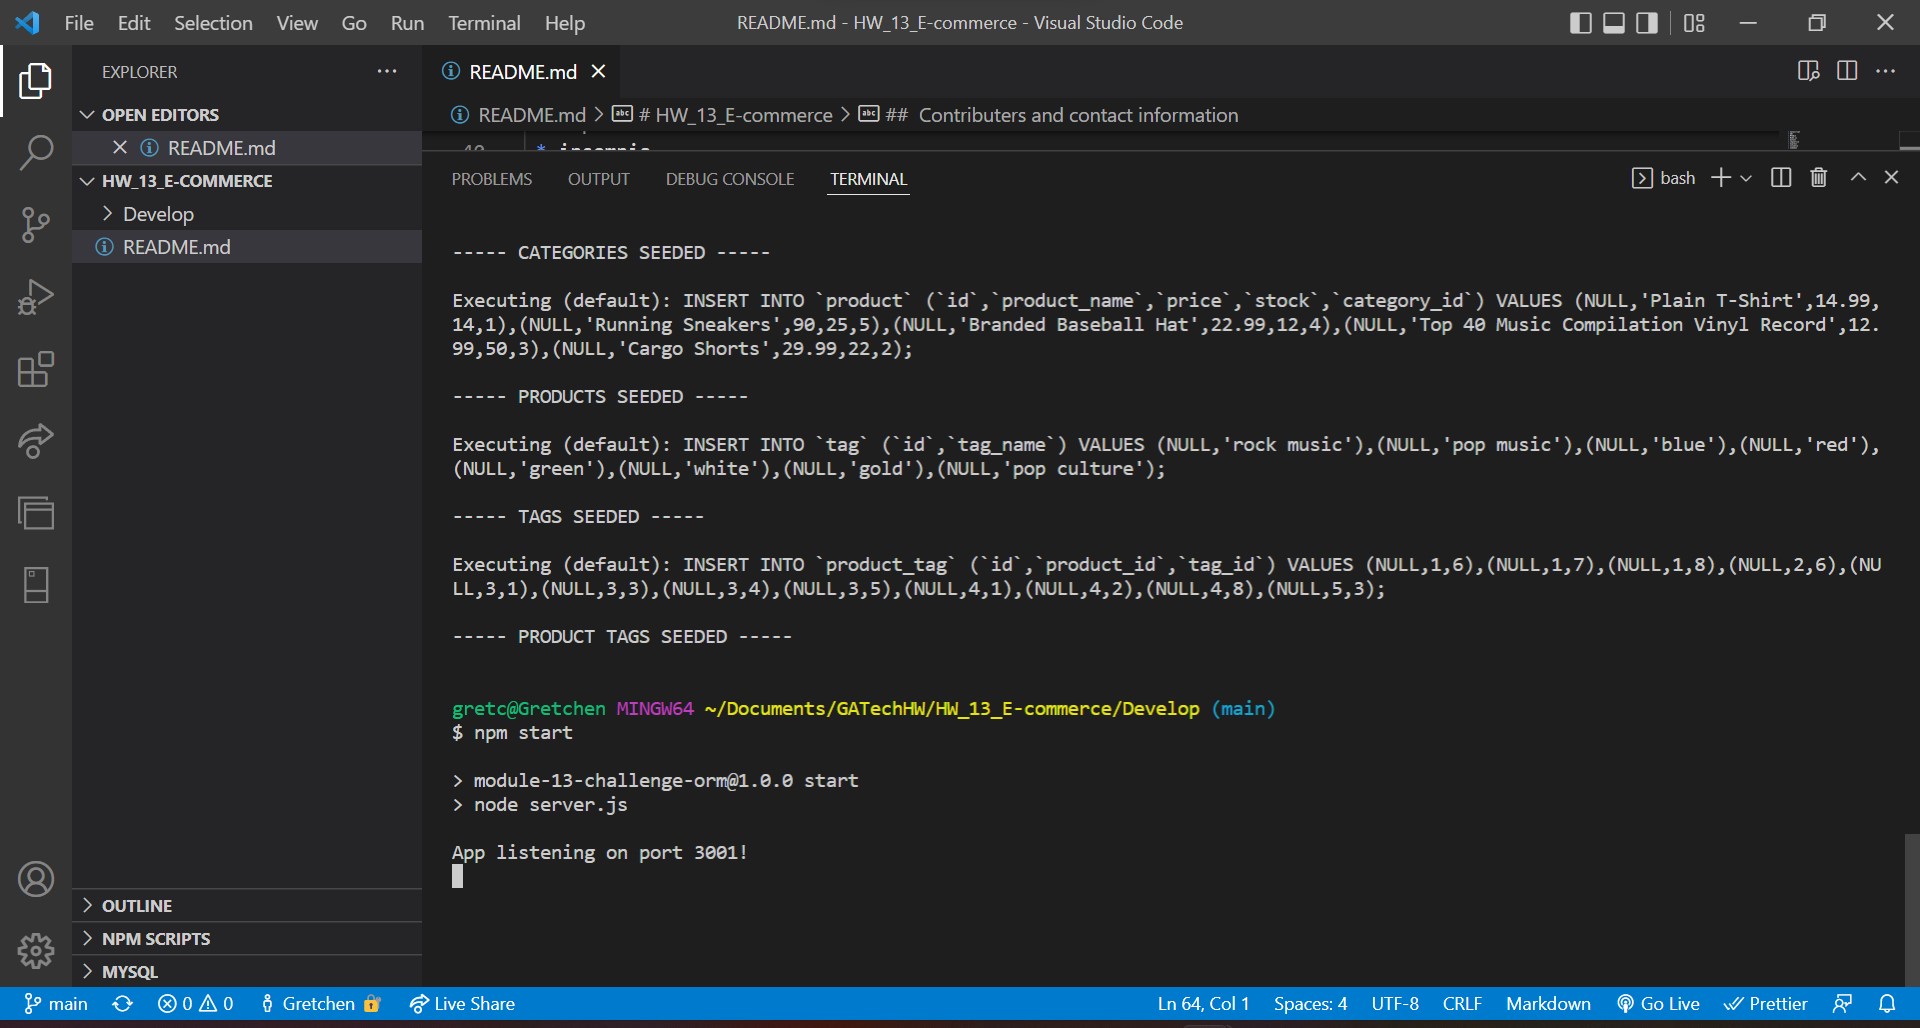 File Edit Selection View Go Run Terminal Help README.md - HW_13_E-commerce - Visual Studio Code
EXPLORER
README.md
OPEN EDITORS
README.md > # HW_13_E-commerce > ## Contributers and contact information
README.md
HW_13_E-COMMERCE
Develop
README.md
PROBLEMS OUTPUT DEBUG CONSOLE TERMINAL bash
----- CATEGORIES SEEDED -----
Executing (default): INSERT INTO `product` (`id`,`product_name`,`price`,`stock`,`category_id`) VALUES (NULL,'Plain T-Shirt',14.99,
14,1),(NULL,'Running Sneakers',90,25,5),(NULL,'Branded Baseball Hat',22.99,12,4),(NULL,'Top 40 Music Compilation Vinyl Record',12.
99,50,3),(NULL,'Cargo Shorts',29.99,22,2);
----- PRODUCTS SEEDED -----
Executing (default): INSERT INTO `tag` (`id`,`tag_name`) VALUES (NULL,'rock music'),(NULL,'pop music'),(NULL,'blue'),(NULL,'red'),
(NULL,'green'),(NULL,'white'),(NULL,'gold'),(NULL,'pop culture');
----- TAGS SEEDED -----
Executing (default): INSERT INTO `product_tag` (`id`,`product_id`,`tag_id`) VALUES (NULL,1,6),(NULL,1,7),(NULL,1,8),(NULL,2,6),(NU
LL,3,1),(NULL,3,3),(NULL,3,4),(NULL,3,5),(NULL,4,1),(NULL,4,2),(NULL,4,8),(NULL,5,3);
----- PRODUCT TAGS SEEDED -----
gretc@Gretchen MINGW64 ~/Documents/GATechHW/HW_13_E-commerce/Develop (main)
$ npm start
> module-13-challenge-orm@1.0.0 start
> node server.js
App listening on port 3001!
OUTLINE
NPM SCRIPTS
MYSQL
main 0 0 Gretchen Live Share Ln 64, Col 1 Spaces: 4 UTF-8 CRLF Markdown Go Live Prettier